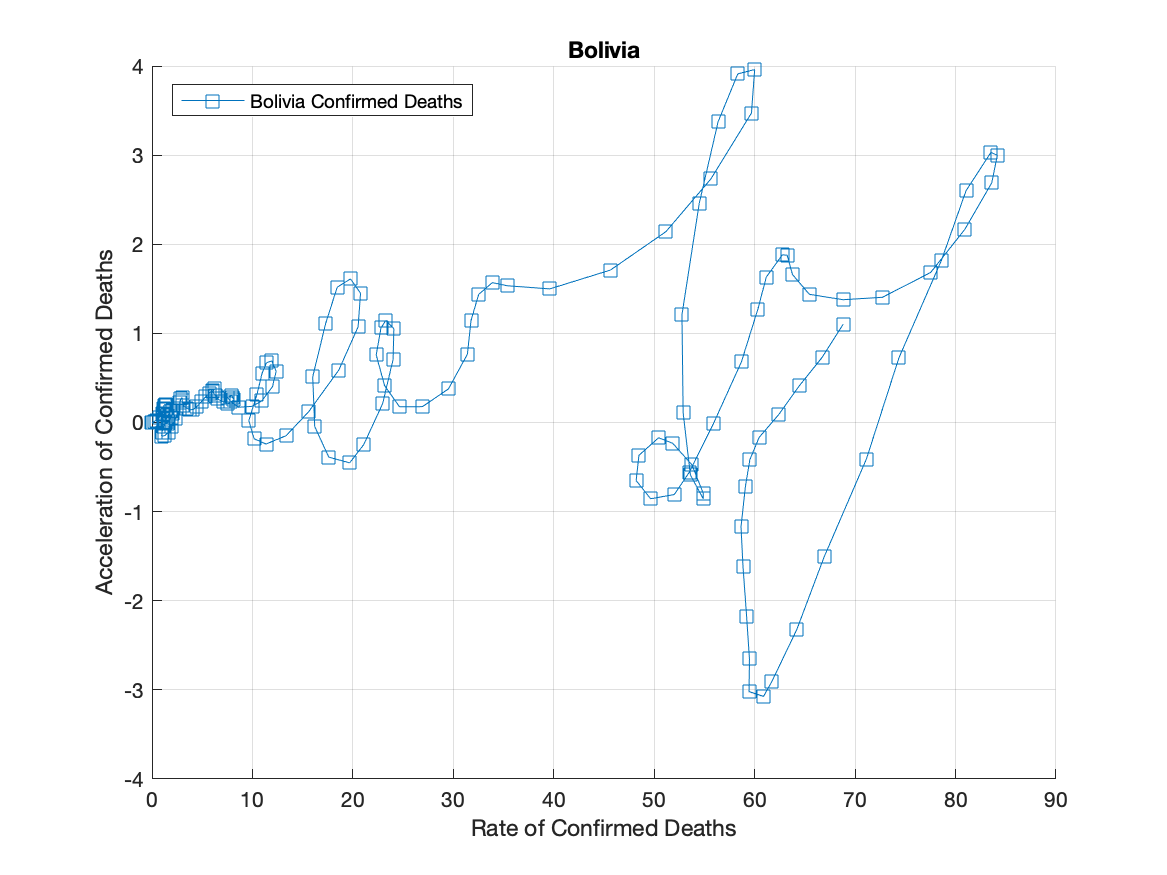 Bolivia
Bolivia Confirmed Deaths
4
3
2
1
0
-1
-2
-3
-4
Acceleration of Confirmed Deaths
0 10 20 30 40 50 60 70 80 90
Rate of Confirmed Deaths